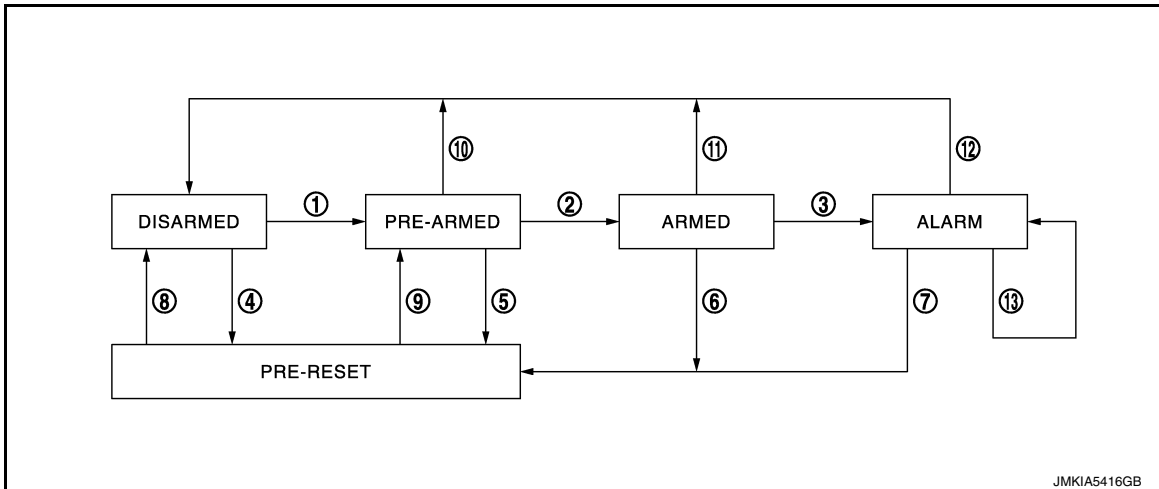 ⑩ ⑪ ⑫
DISARMED ① PRE-ARMED ② ARMED ③ ALARM
⑧ ④ ⑨ ⑤ ⑥ ⑦ ⑬
PRE-RESET
JMKIA5416GB